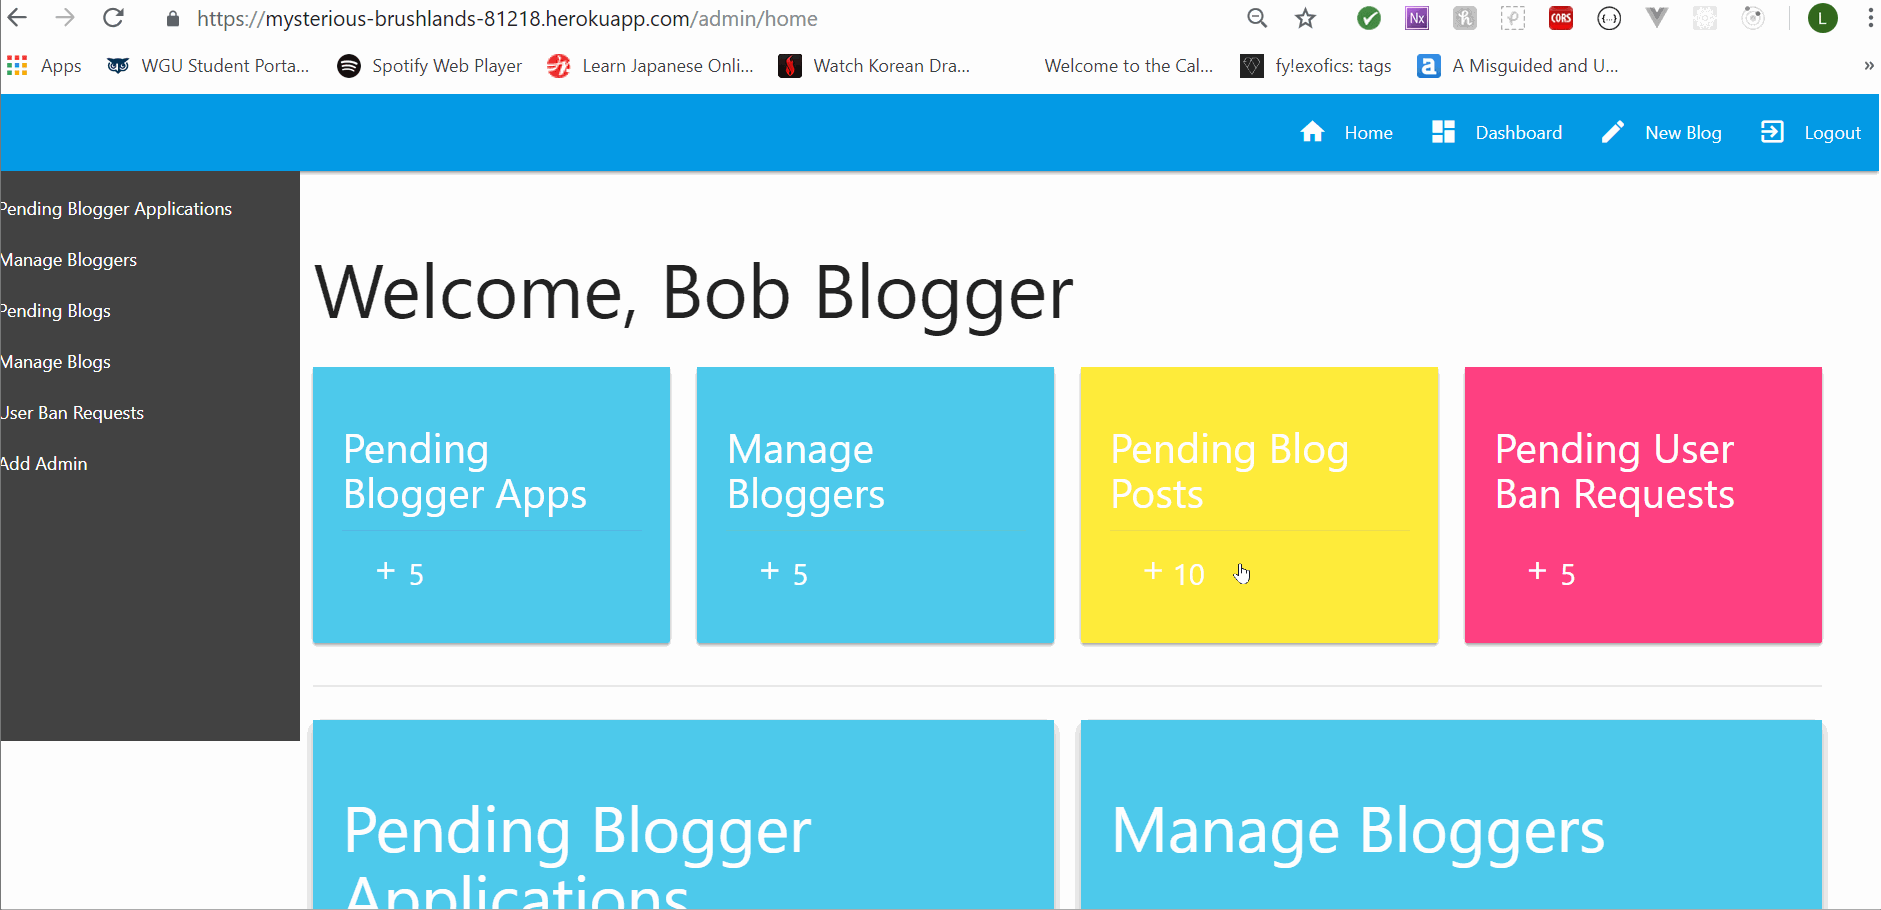 https://mysterious-brushlands-81218.herokuapp.com/admin/home
Nx
CORS
L
Apps
WGU Student Porta...
Spotify Web Player
Learn Japanese Onli...
Watch Korean Dra...
Welcome to the Cal...
fy!exofics: tags
a
A Misguided and U...
»
Home
Dashboard
New Blog
Logout
Pending Blogger Applications
Manage Bloggers
Pending Blogs
Manage Blogs
User Ban Requests
Add Admin
Welcome, Bob Blogger
Pending
Blogger Apps
+ 5
Manage
Bloggers
+ 5
Pending Blog
Posts
+ 10
Pending User
Ban Requests
+ 5
Pending Blogger
Applications
Manage Bloggers